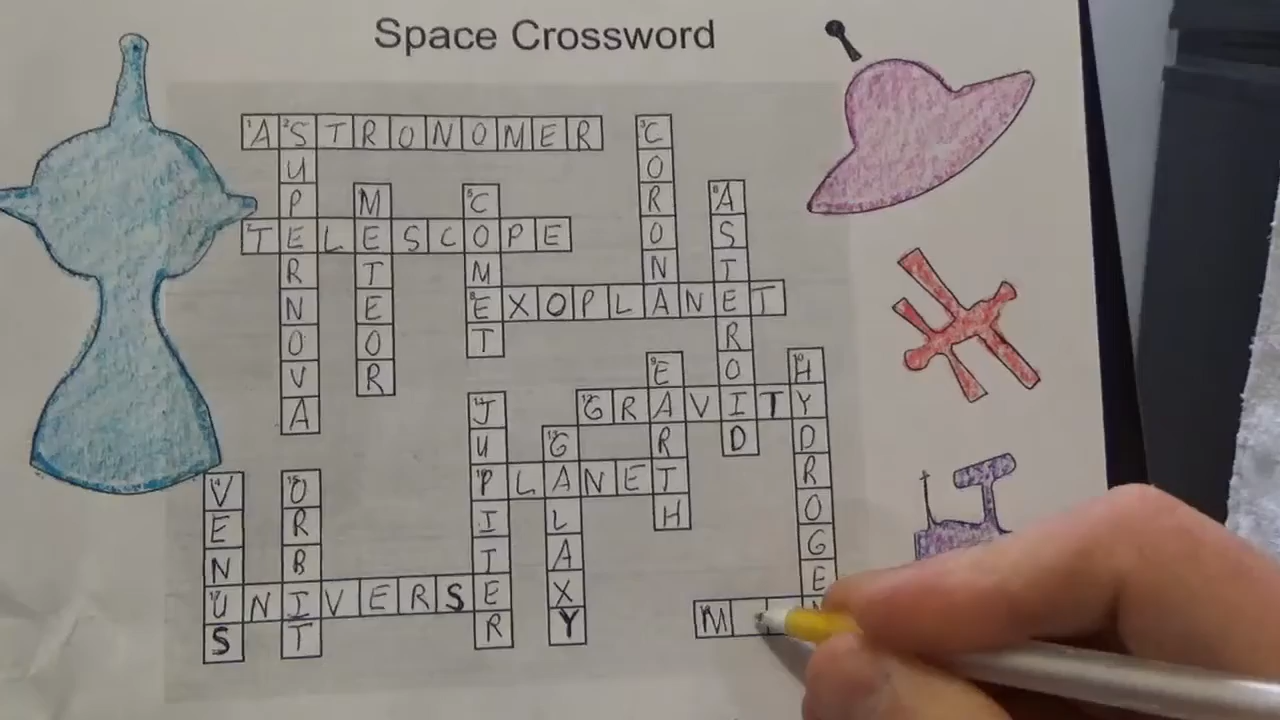 Space Crossword
ASTRONOMER
SUPERNOVA
CORONA
METEOR
COMET
ASTEROID
TELESCOPE
EXOPLANET
EARTH
HYDROGEN
JUPITER
GRAVITY
GALAXY
PLANET
VENUS
ORBIT
UNIVERSE
M